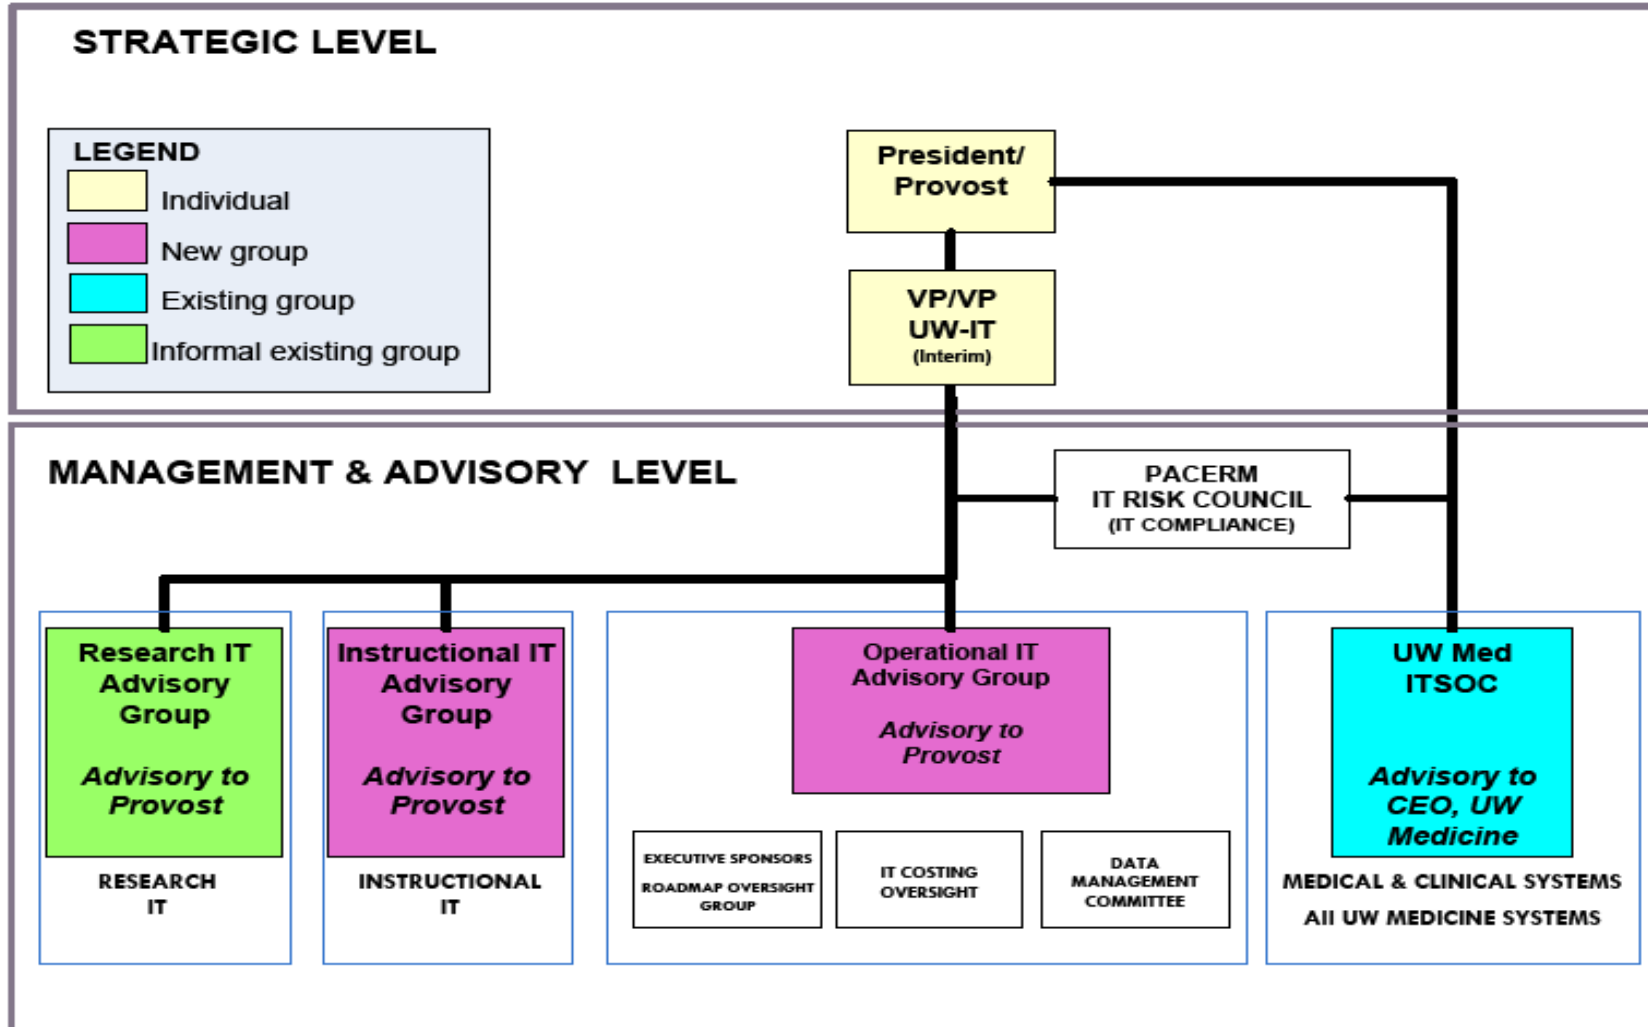 STRATEGIC LEVEL
LEGEND
Individual
New group
Existing group
Informal existing group
President/
Provost
VP/VP
UW-IT
(Interim)
MANAGEMENT & ADVISORY LEVEL
PACERM
IT RISK COUNCIL
(IT COMPLIANCE)
Research IT
Advisory
Group
Advisory to
Provost
RESEARCH
IT
Instructional IT
Advisory
Group
Advisory to
Provost
INSTRUCTIONAL
IT
Operational IT
Advisory Group
Advisory to
Provost
EXECUTIVE SPONSORS
ROADMAP OVERSIGHT
GROUP
IT COSTING
OVERSIGHT
DATA
MANAGEMENT
COMMITTEE
UW Med
ITSOC
Advisory to
CEO, UW
Medicine
MEDICAL & CLINICAL SYSTEMS
All UW MEDICINE SYSTEMS